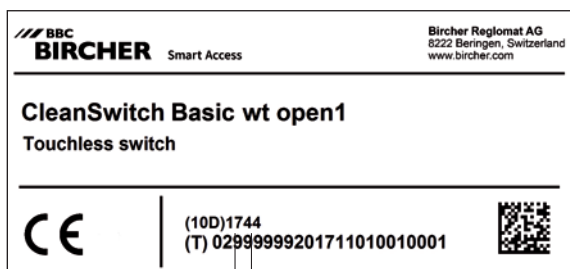 BBC
BIRCHER Smart Access
Bircher Reglomat AG
8222 Beringen, Switzerland
www.bircher.com
CleanSwitch Basic wt open1
Touchless switch
CE
(10D)1744
(T) 0299999201711010010001